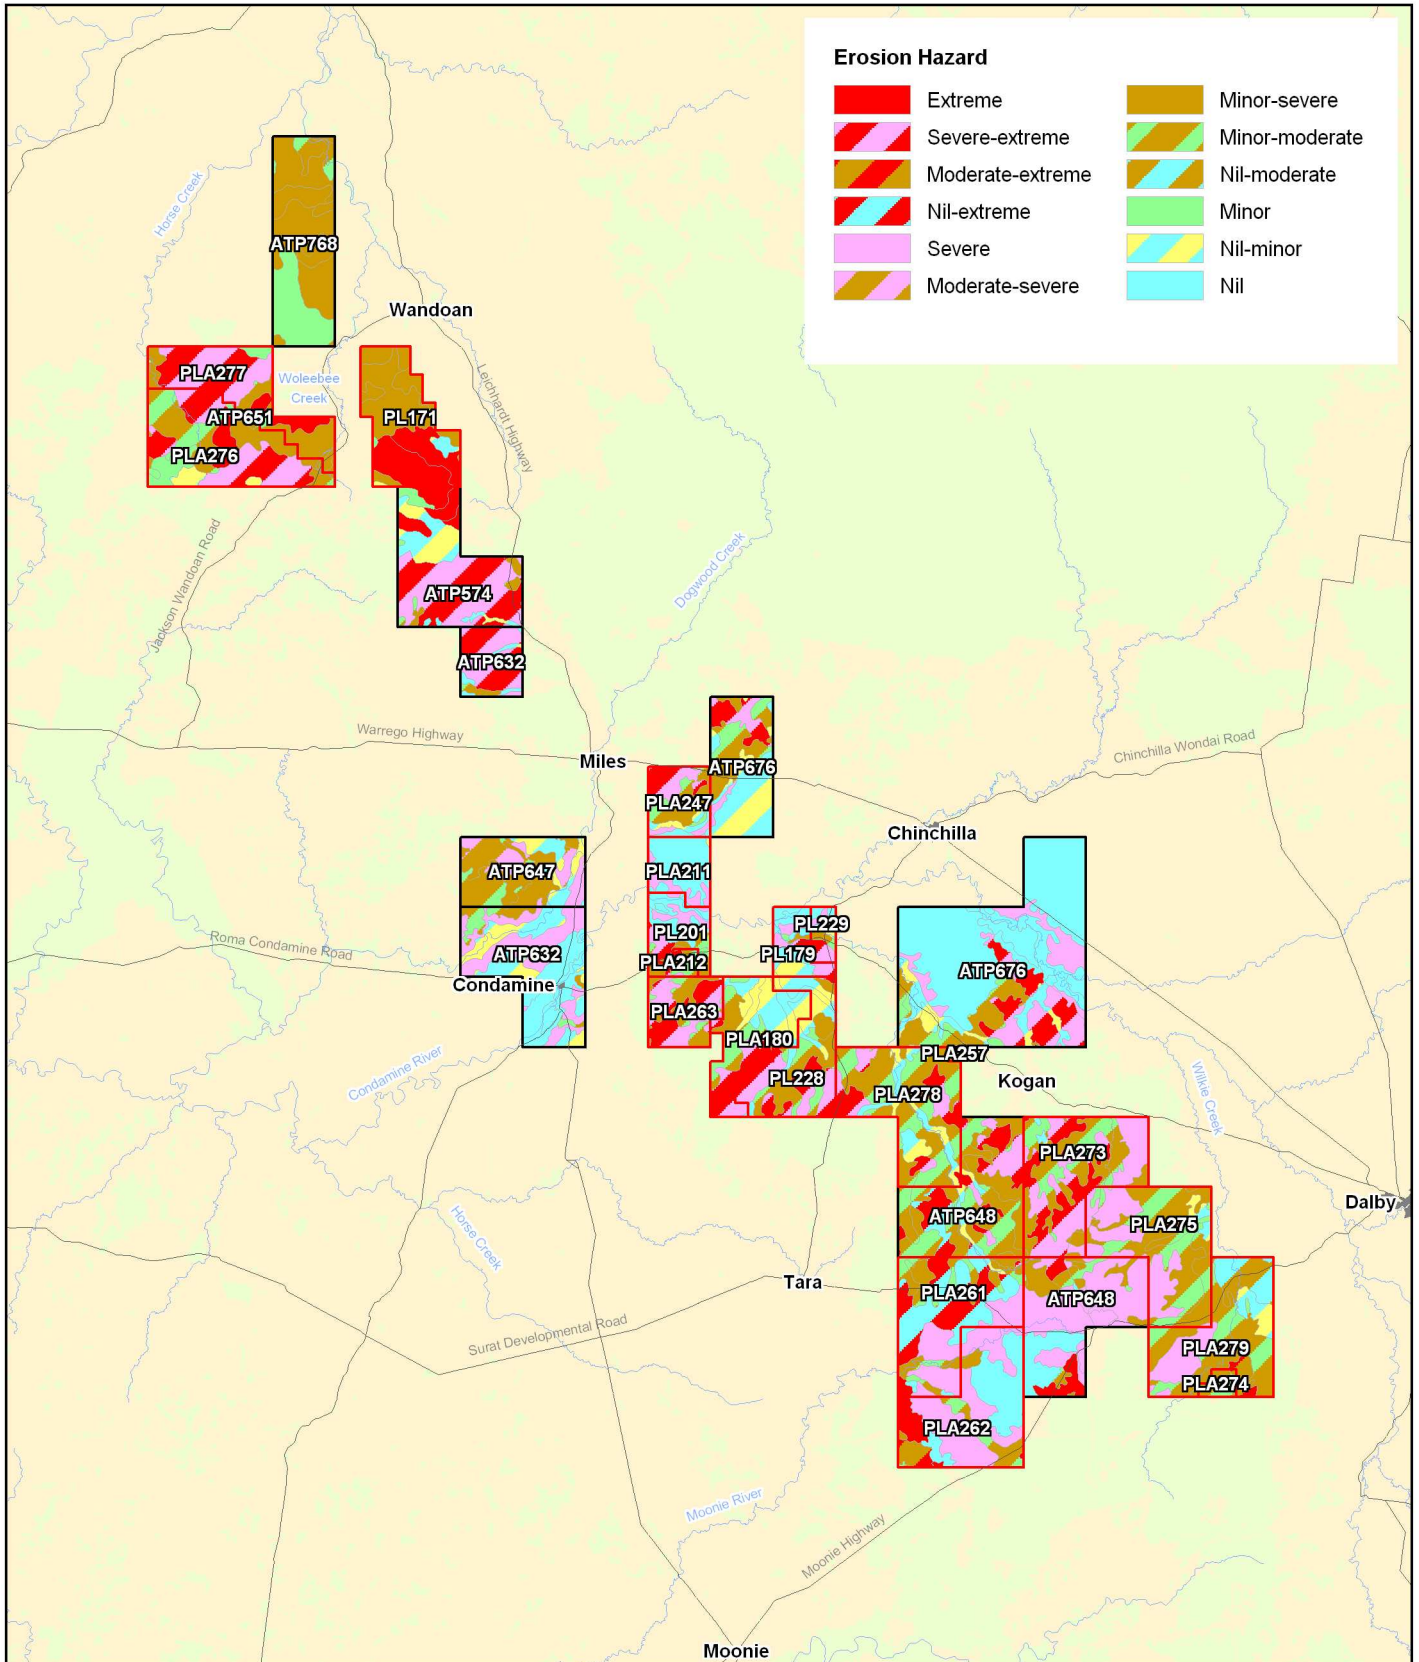 Erosion Hazard
Extreme
Severe-extreme
Moderate-extreme
Nil-extreme
Severe
Moderate-severe
Minor-severe
Minor-moderate
Nil-moderate
Minor
Nil-minor
Nil
Horse Creek
ATP768
Wandoan
PLA277
Woleebee
Creek
ATP651
PL171
PLA276
Leichhardt Highway
Jackson Wandoan Road
ATP574
Dogwood Creek
ATP632
Warrego Highway
Miles
ATP676
Chinchilla Wondai Road
PLA247
Chinchilla
ATP647
PLA211
PL229
PL201
Roma Condamine Road
ATP632
PL179
PLA212
ATP676
Condamine
PLA263
PLA180
PLA257
Condamine River
PL228
PLA278
Kogan
Wilkie Creek
PLA273
Dalby
ATP648
PLA275
Horse Creek
Tara
PLA261
ATP648
Surat Developmental Road
PLA279
PLA274
PLA262
Moonie River
Moonie Highway
Moonie